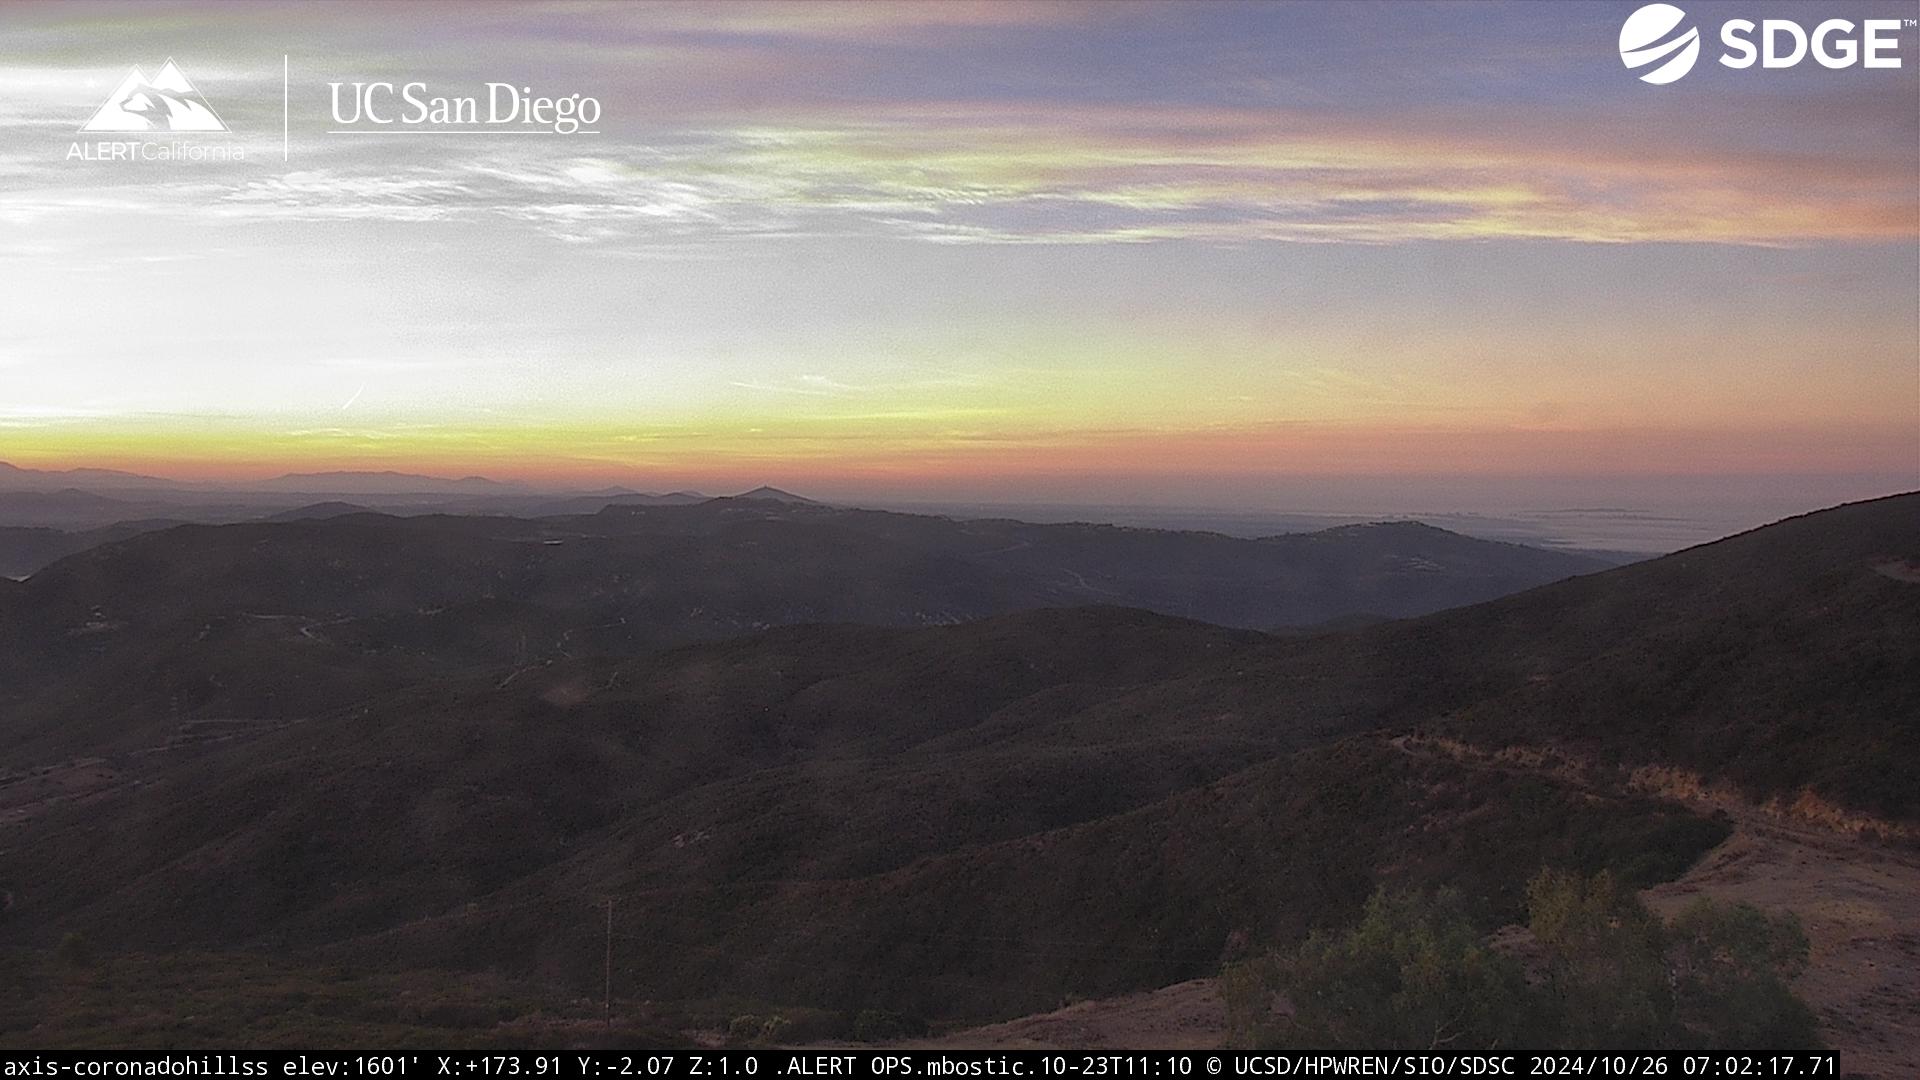 ALERTCalifornia
UC San Diego
SDGE™
axis-coronadohillss elev:1601' X:+173.91 Y:-2.07 Z:1.0 .ALERT OPS.mbostic.10-23T11:10 © UCSD/HPWREN/SIO/SDSC 2024/10/26 07:02:17.71